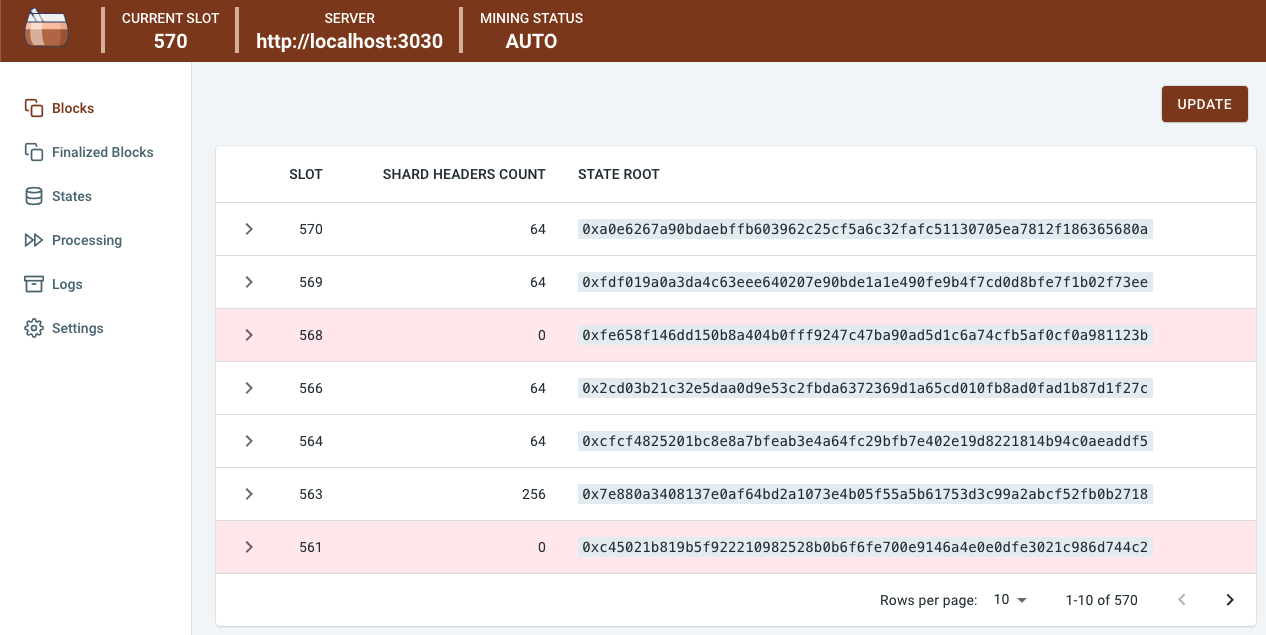 CURRENT SLOT
570
SERVER
http://localhost:3030
MINING STATUS
AUTO
Blocks
Finalized Blocks
States
Processing
Logs
Settings
UPDATE
SLOT SHARD HEADERS COUNT STATE ROOT
570 64 0xa0e6267a90bdaebffb603962c25cf5a6c32fafc51130705ea7812f186365680a
569 64 0xfdf019a0a3da4c63eee640207e90bde1a1e490fe9b4f7cd0d8bfe7f1b02f73ee
568 0 0xfe658f146dd150b8a404b0fff9247c47ba90ad5d1c6a74cfb5af0cf0a981123b
566 64 0x2cd03b21c32e5daa0d9e53c2fbda6372369d1a65cd010fb8ad0fad1b87d1f27c
564 64 0xcfcf4825201bc8e8a7bfeab3e4a64fc29bfb7e402e19d8221814b94c0aeaddf5
563 256 0x7e880a3408137e0af64bd2a1073e4b05f55a5b61753d3c99a2abcf52fb0b2718
561 0 0xc45021b819b5f922210982528b0b6f6fe700e9146a4e0e0dfe3021c986d744c2
Rows per page: 10 1-10 of 570